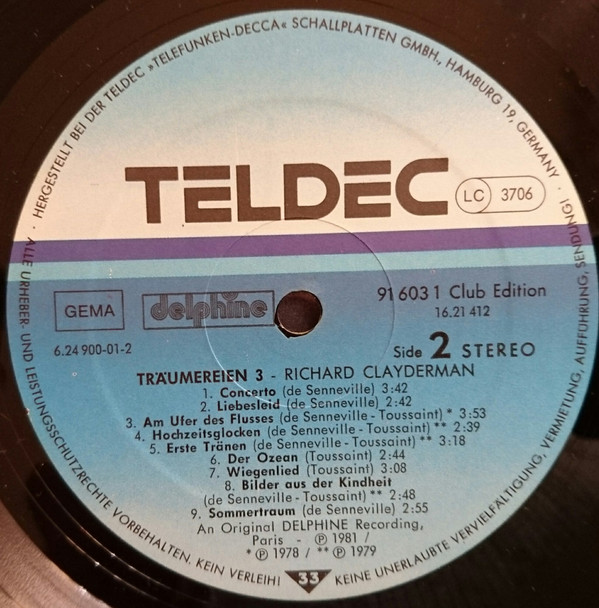 HERGESTELLT BEI DER TELDEC »TELEFUNKEN-DECCA« SCHALLPLATTEN GMBH., HAMBURG 19, GERMANY ·
TELDEC
LC 3706
GEMA
delphine
91 603 1 Club Edition
16.21 412
6.24 900-01-2
Side 2 STEREO
TRÄUMEREIEN 3 - RICHARD CLAYDERMAN
1. Concerto (de Senneville) 3:42
2. Liebesleid (de Senneville) 2:42
3. Am Ufer des Flusses (de Senneville - Toussaint) * 3:53
4. Hochzeitsglocken (de Senneville - Toussaint) ** 2:39
5. Erste Tränen (de Senneville - Toussaint) ** 3:18
6. Der Ozean (Toussaint) 2:44
7. Wiegenlied (Toussaint) 3:08
8. Bilder aus der Kindheit
(de Senneville - Toussaint) ** 2:48
9. Sommertraum (de Senneville) 2:55
An Original DELPHINE Recording,
Paris - Ⓟ 1981 /
* Ⓟ 1978 / ** Ⓟ 1979
33
· ALLE URHEBER- UND LEISTUNGSSCHUTZRECHTE VORBEHALTEN. KEIN VERLEIH! KEINE UNERLAUBTE VERVIELFÄLTIGUNG, VERMIETUNG, AUFFÜHRUNG, SENDUNG!